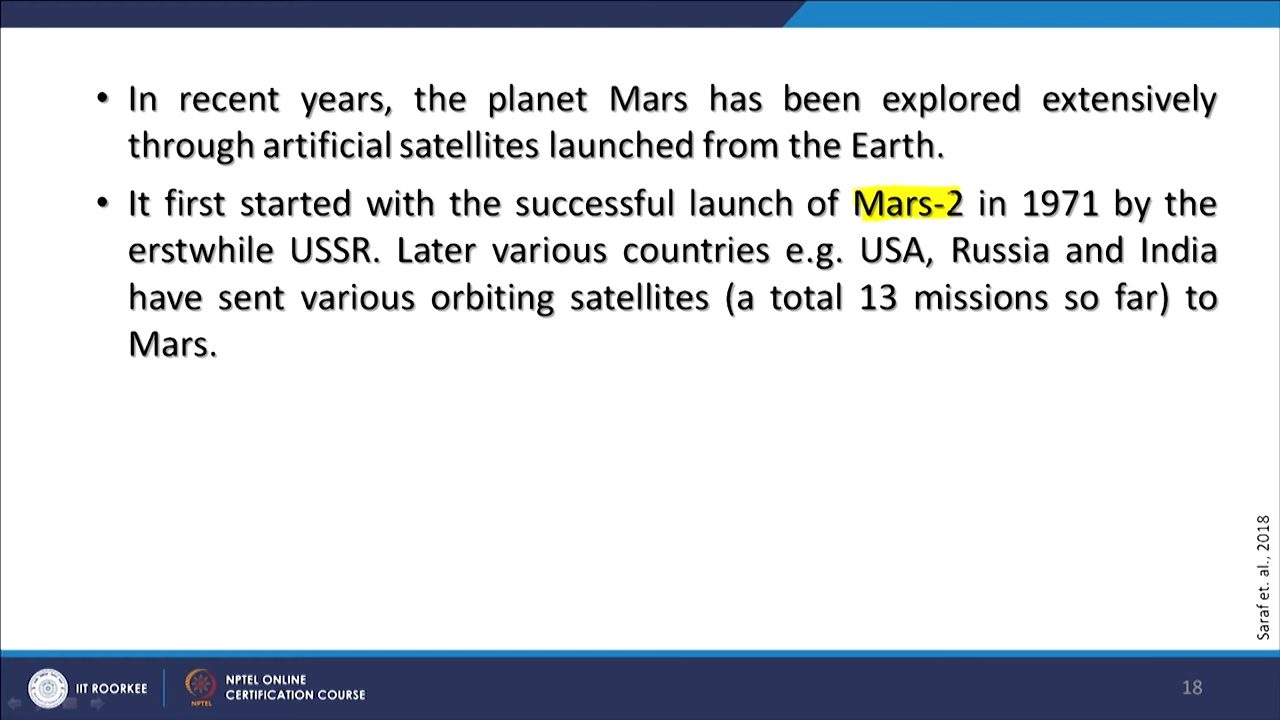 • In recent years, the planet Mars has been explored extensively
through artificial satellites launched from the Earth.
• It first started with the successful launch of Mars-2 in 1971 by the
erstwhile USSR. Later various countries e.g. USA, Russia and India
have sent various orbiting satellites (a total 13 missions so far) to
Mars.
Saraf et. al., 2018
IIT ROORKEE
NPTEL
NPTEL ONLINE
CERTIFICATION COURSE
18